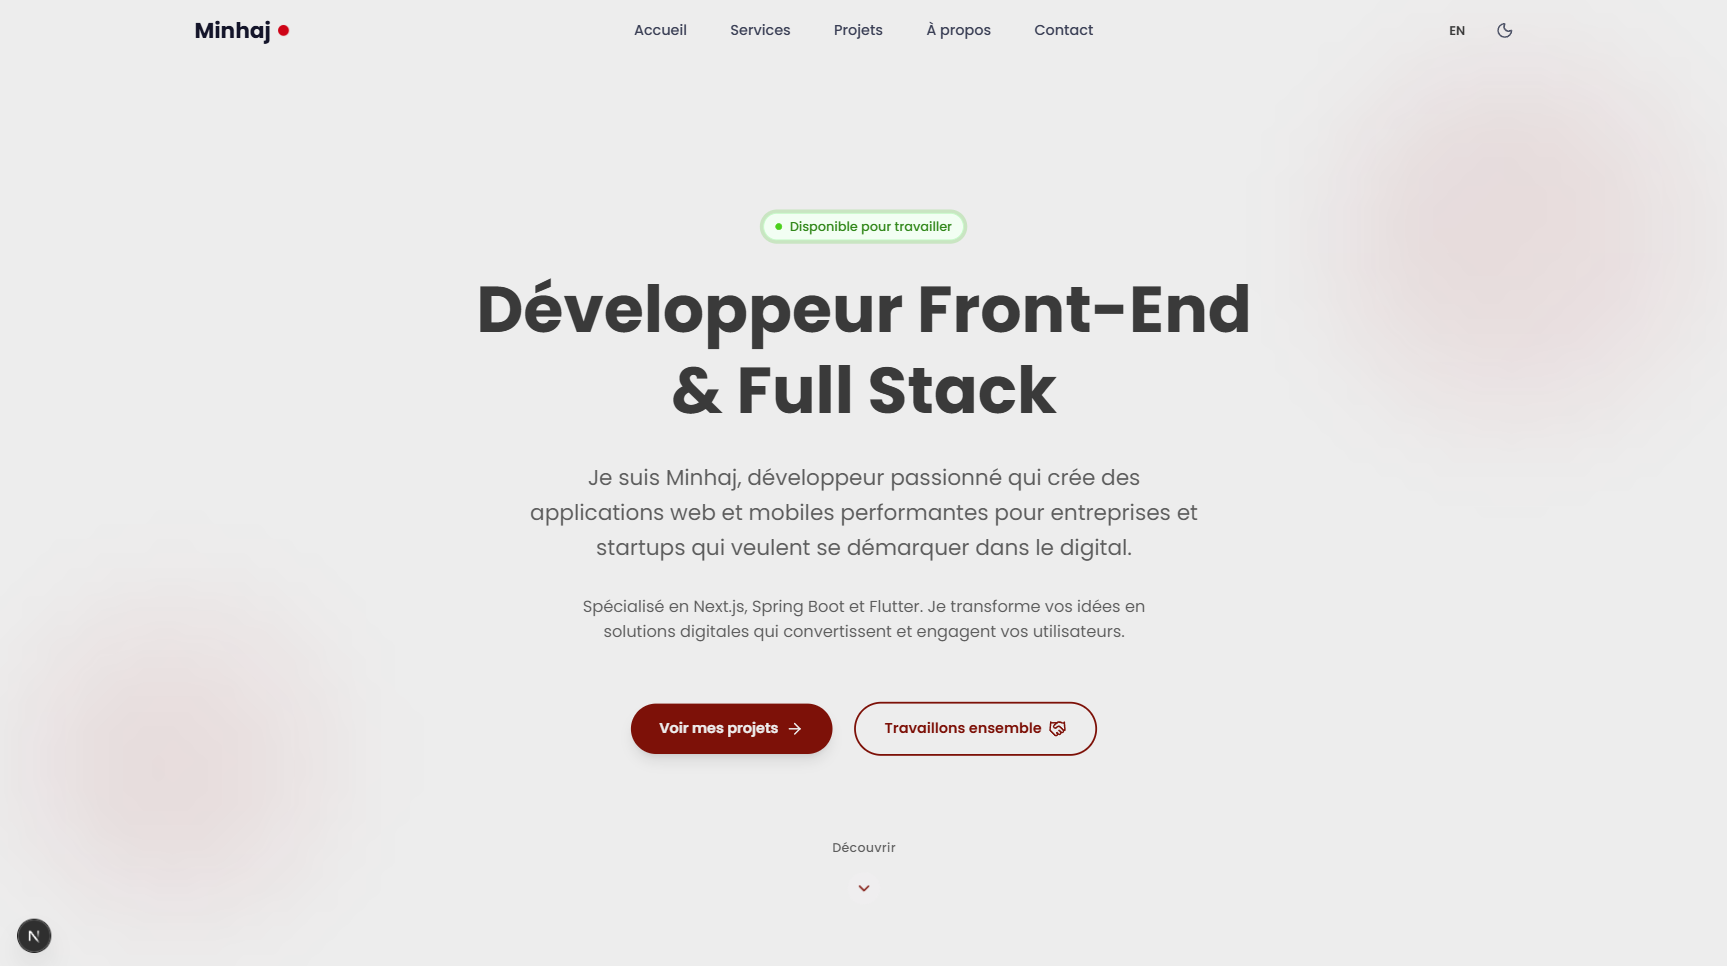 Minhaj
Accueil
Services
Projets
À propos
Contact
EN
Disponible pour travailler
Développeur Front-End
& Full Stack
Je suis Minhaj, développeur passionné qui crée des
applications web et mobiles performantes pour entreprises et
startups qui veulent se démarquer dans le digital.
Spécialisé en Next.js, Spring Boot et Flutter. Je transforme vos idées en
solutions digitales qui convertissent et engagent vos utilisateurs.
Voir mes projets
Travaillons ensemble
Découvrir
N